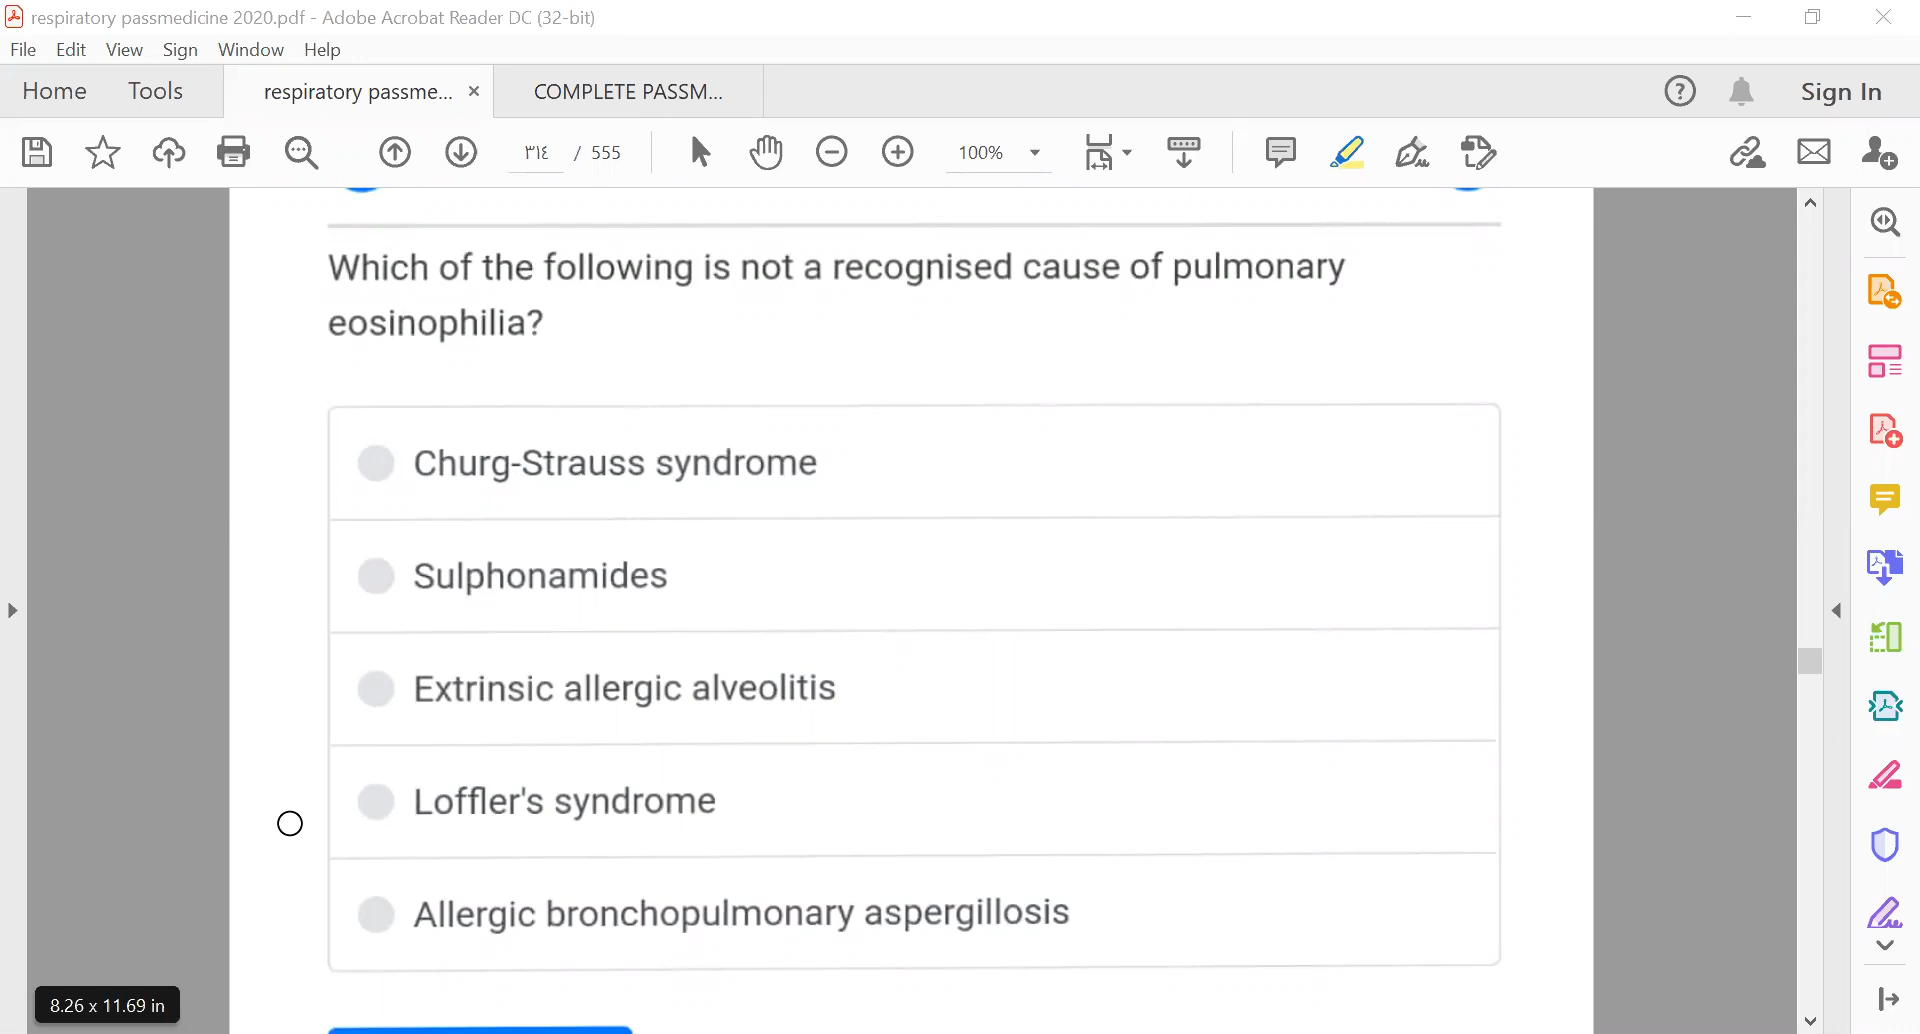 respiratory passmedicine 2020.pdf - Adobe Acrobat Reader DC (32-bit)
File Edit View Sign Window Help
Home Tools respiratory passme... × COMPLETE PASSM... Sign In
٣١٤ / 555 100%
Which of the following is not a recognised cause of pulmonary
eosinophilia?
Churg-Strauss syndrome
Sulphonamides
Extrinsic allergic alveolitis
Loffler's syndrome
Allergic bronchopulmonary aspergillosis
8.26 x 11.69 in